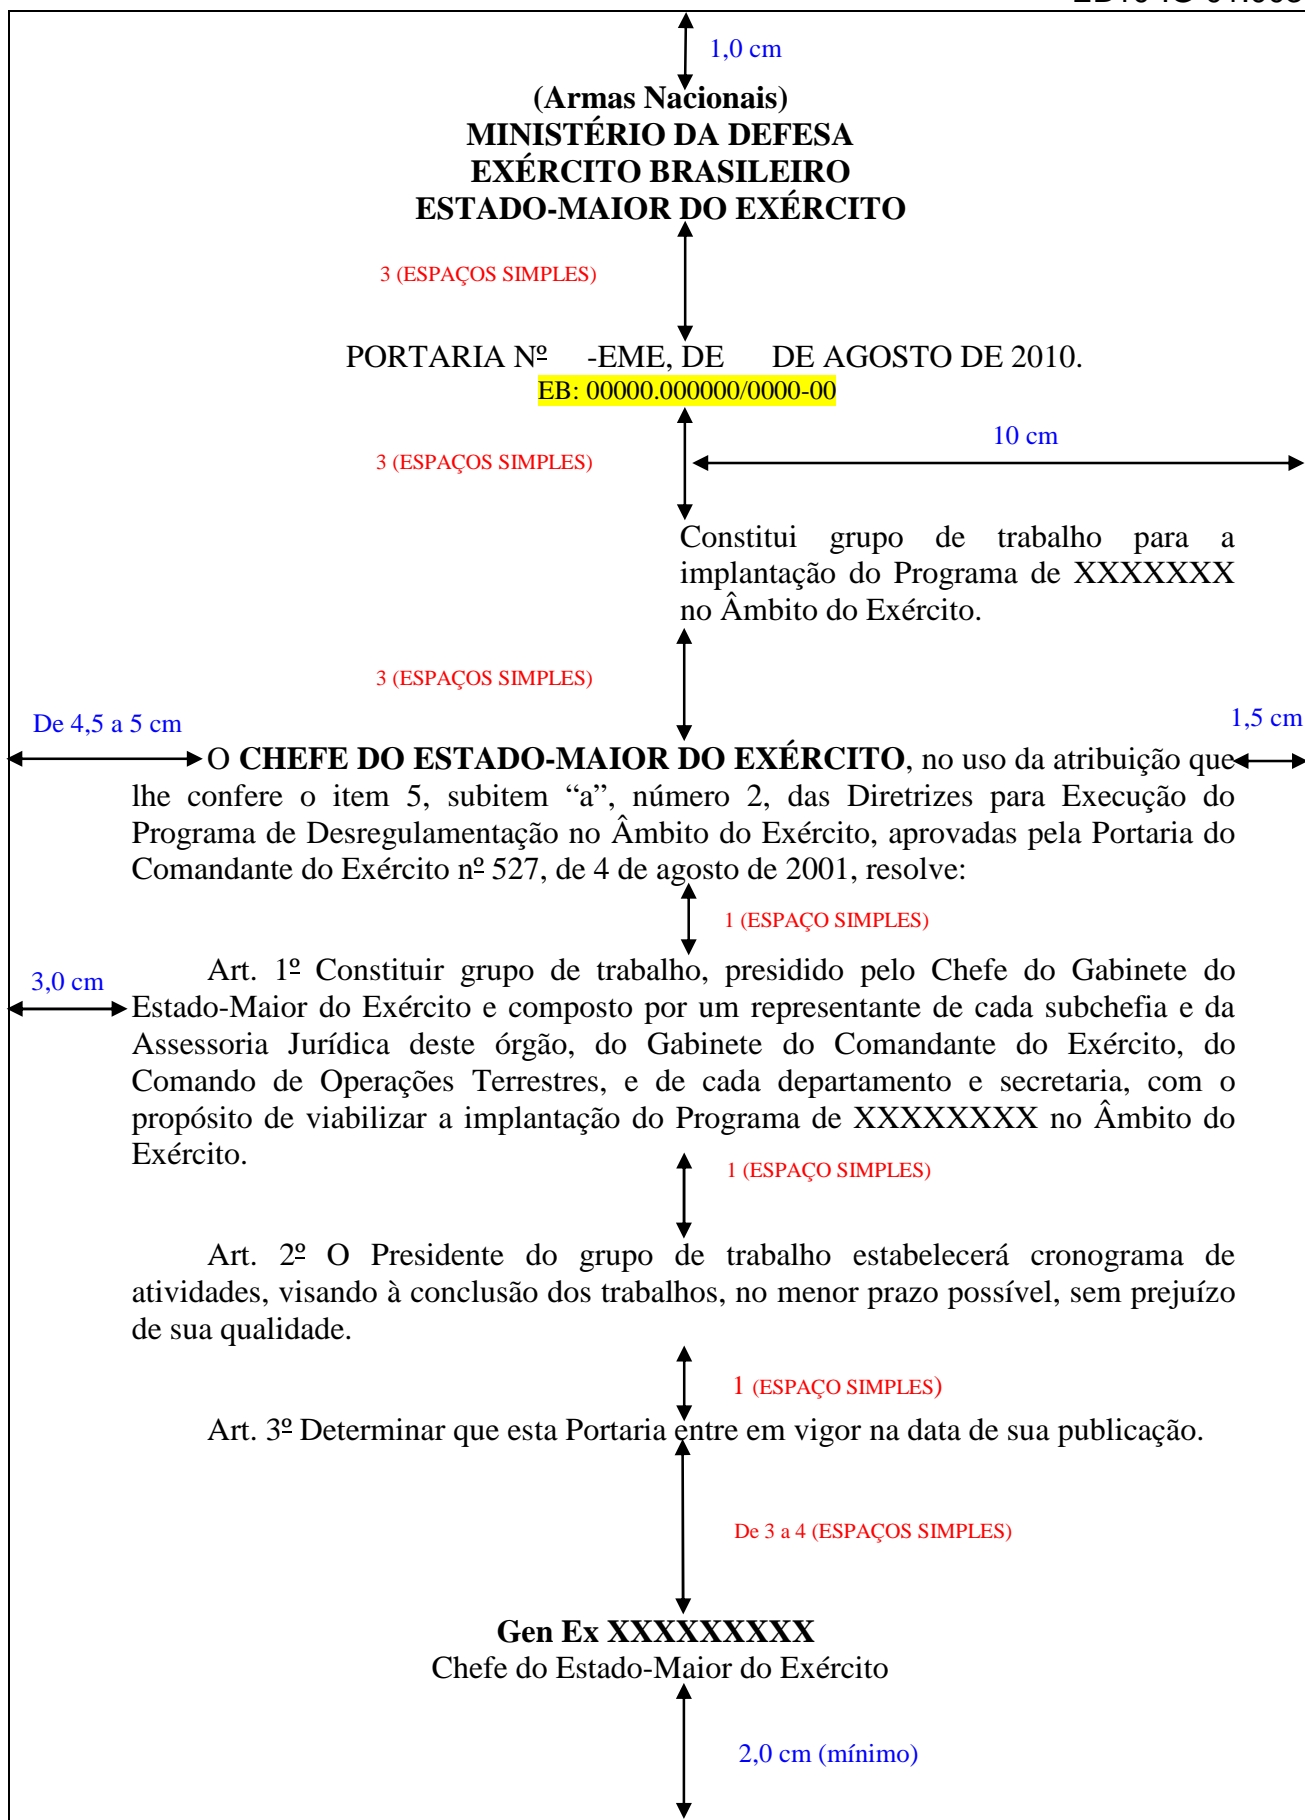 1,0 cm
(Armas Nacionais)
MINISTÉRIO DA DEFESA
EXÉRCITO BRASILEIRO
ESTADO-MAIOR DO EXÉRCITO
3 (ESPAÇOS SIMPLES)
PORTARIA Nº -EME, DE DE AGOSTO DE 2010.
EB: 00000.000000/0000-00
10 cm
3 (ESPAÇOS SIMPLES)
Constitui grupo de trabalho para a
implantação do Programa de XXXXXXX
no Âmbito do Exército.
3 (ESPAÇOS SIMPLES)
De 4,5 a 5 cm
1,5 cm
O CHEFE DO ESTADO-MAIOR DO EXÉRCITO, no uso da atribuição que
lhe confere o item 5, subitem “a”, número 2, das Diretrizes para Execução do
Programa de Desregulamentação no Âmbito do Exército, aprovadas pela Portaria do
Comandante do Exército nº 527, de 4 de agosto de 2001, resolve:
1 (ESPAÇO SIMPLES)
3,0 cm
Art. 1º Constituir grupo de trabalho, presidido pelo Chefe do Gabinete do
Estado-Maior do Exército e composto por um representante de cada subchefia e da
Assessoria Jurídica deste órgão, do Gabinete do Comandante do Exército, do
Comando de Operações Terrestres, e de cada departamento e secretaria, com o
propósito de viabilizar a implantação do Programa de XXXXXXXX no Âmbito do
Exército.
1 (ESPAÇO SIMPLES)
Art. 2º O Presidente do grupo de trabalho estabelecerá cronograma de
atividades, visando à conclusão dos trabalhos, no menor prazo possível, sem prejuízo
de sua qualidade.
1 (ESPAÇO SIMPLES)
Art. 3º Determinar que esta Portaria entre em vigor na data de sua publicação.
De 3 a 4 (ESPAÇOS SIMPLES)
Gen Ex XXXXXXXXX
Chefe do Estado-Maior do Exército
2,0 cm (mínimo)